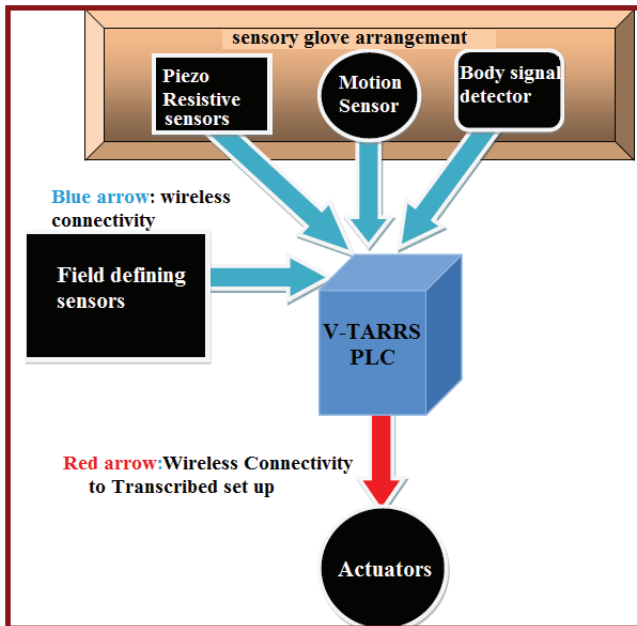 sensory glove arrangement
Piezo
Resistive
sensors
Motion
Sensor
Body signal
detector
Blue arrow: wireless
connectivity
Field defining
sensors
V-TARRS
PLC
Red arrow:Wireless Connectivity
to Transcribed set up
Actuators